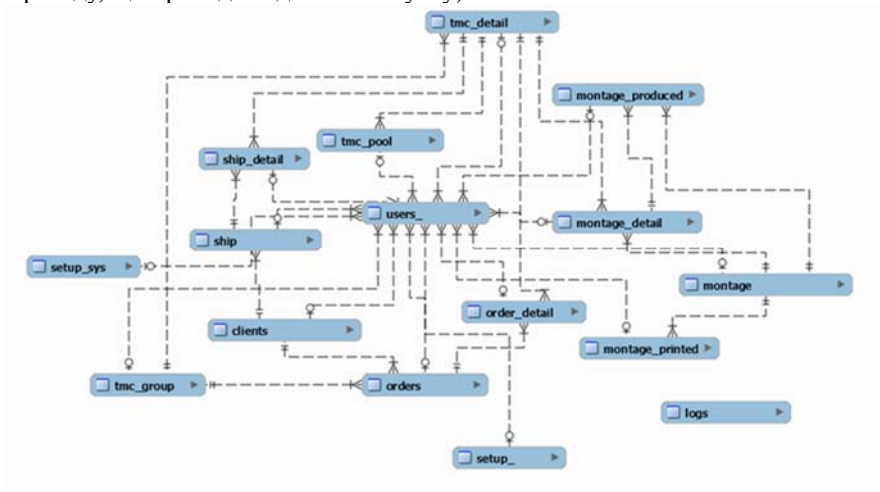 tmc_detail
montage_produced
tmc_pool
ship_detail
users_
montage_detail
ship
setup_sys
montage
order_detail
clients
montage_printed
tmc_group
orders
logs
setup_